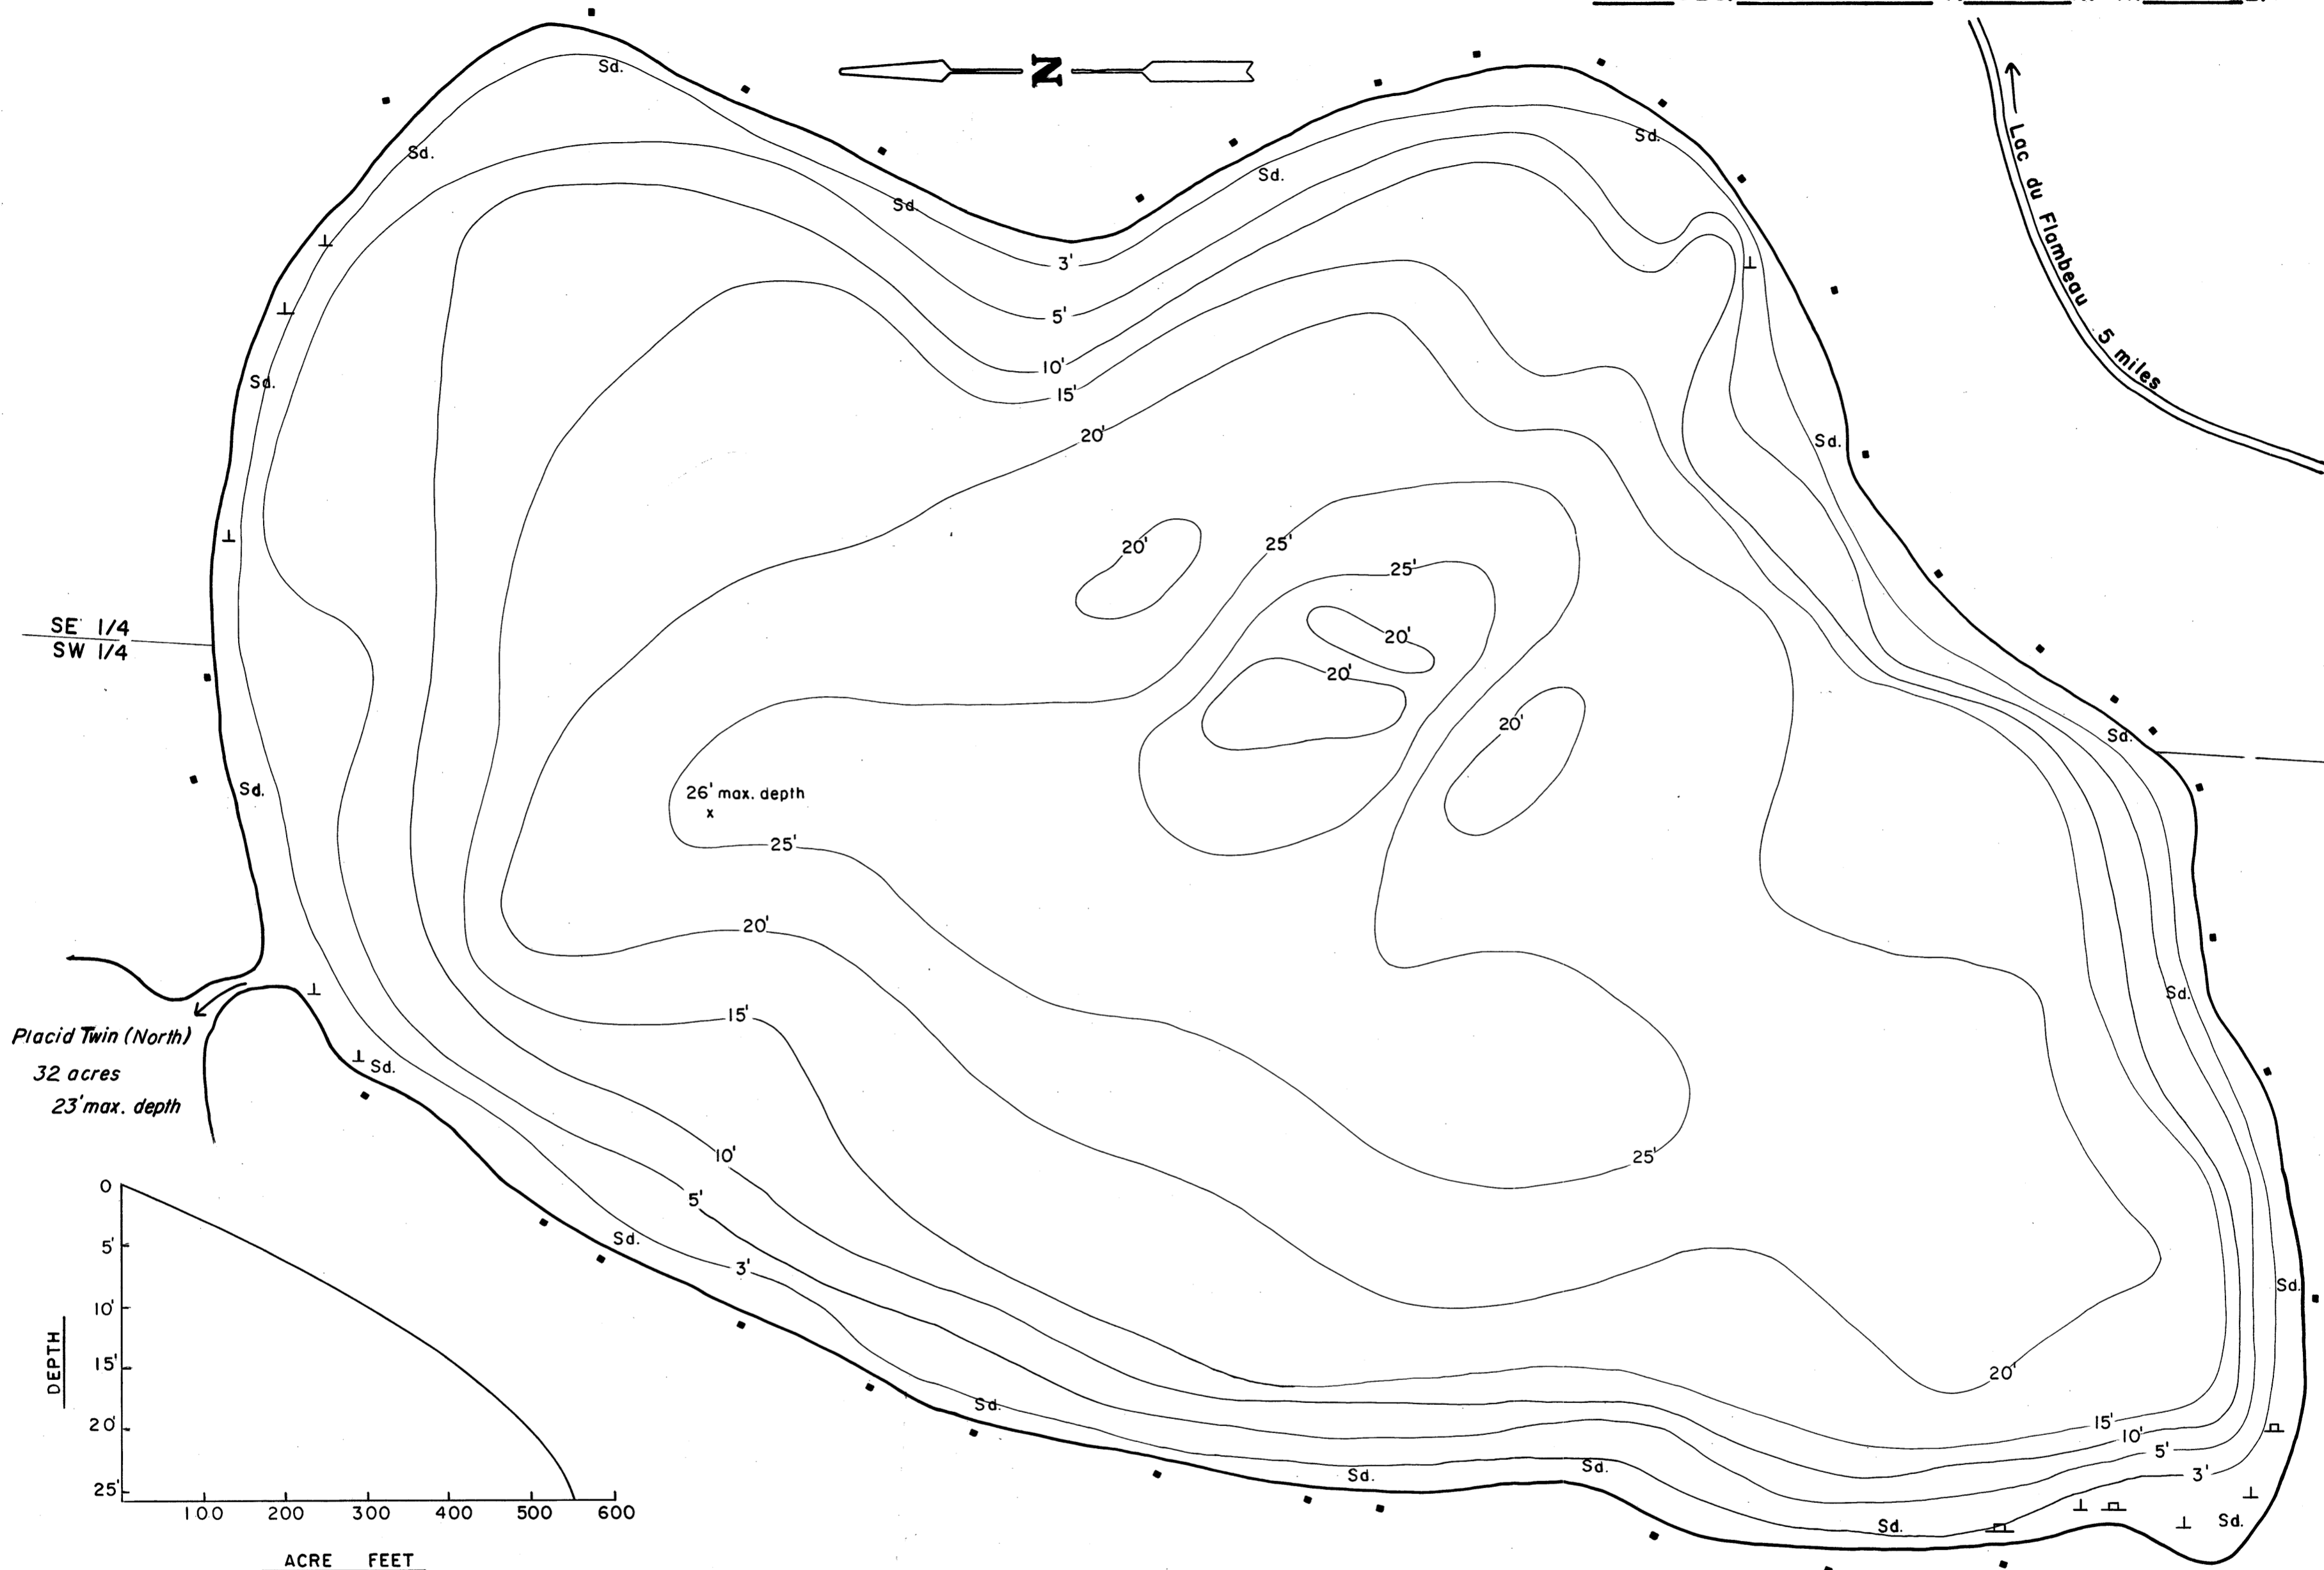 N
Lac du Flambeau 5 miles
Sd.
Sd.
Sd.
Sd.
Sd.
Sd.
Sd.
3'
5'
10'
15'
20'
20'
25'
25'
20'
20'
20'
SE 1/4
SW 1/4
Sd.
Sd.
26' max. depth
x
25'
20'
15'
Sd.
Placid Twin (North)
32 acres
23' max. depth
Sd.
10'
5'
3'
25'
Sd.
Sd.
20'
15'
10'
5'
3'
Sd.
Sd.
Sd.
Sd.
Sd.
DEPTH
0
5'
10'
15'
20'
25'
100 200 300 400 500 600
ACRE FEET